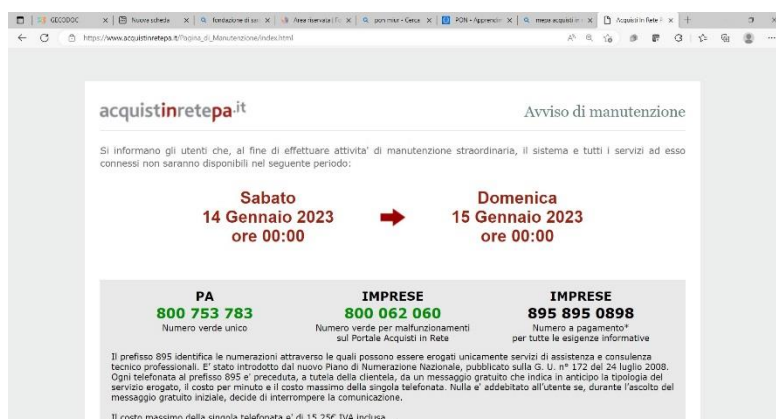 GECODOC
Nuova scheda
fondazione di sas
Area riservata | Fo
pon miur - Cerca
PON - Apprendin
mepa acquisti in r
Acquisti In Rete P
https://www.acquistinretepa.it/Pagina_di_Manutenzione/index.html
acquistinretepa.it
Avviso di manutenzione
Si informano gli utenti che, al fine di effettuare attivita' di manutenzione straordinaria, il sistema e tutti i servizi ad esso
connessi non saranno disponibili nel seguente periodo:
Sabato
14 Gennaio 2023
ore 00:00
Domenica
15 Gennaio 2023
ore 00:00
PA
800 753 783
Numero verde unico
IMPRESE
800 062 060
Numero verde per malfunzionamenti
sul Portale Acquisti in Rete
IMPRESE
895 895 0898
Numero a pagamento*
per tutte le esigenze informative
Il prefisso 895 identifica le numerazioni attraverso le quali possono essere erogati unicamente servizi di assistenza e consulenza
tecnico professionali. E' stato introdotto dal nuovo Piano di Numerazione Nazionale, pubblicato sulla G. U. n° 172 del 24 luglio 2008.
Ogni telefonata al prefisso 895 e' preceduta, a tutela della clientela, da un messaggio gratuito che indica in anticipo la tipologia del
servizio erogato, il costo per minuto e il costo massimo della singola telefonata. Nulla e' addebitato all'utente se, durante l'ascolto del
messaggio gratuito iniziale, decide di interrompere la comunicazione.
Il costo massimo della singola telefonata e' di 15,25€ IVA inclusa.